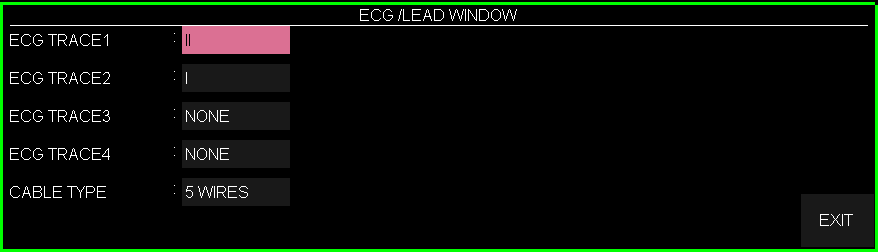 ECG /LEAD WINDOW
ECG TRACE1 : II
ECG TRACE2 : I
ECG TRACE3 : NONE
ECG TRACE4 : NONE
CABLE TYPE : 5 WIRES
EXIT